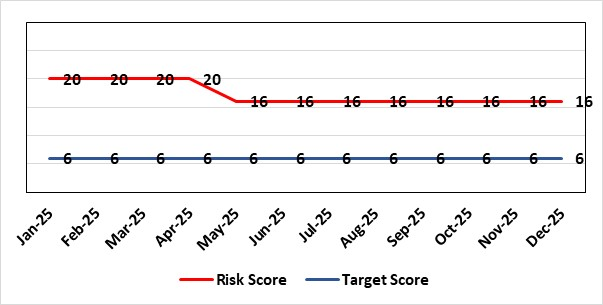 20 20 20 20
16 16 16 16 16 16 16 16
6 6 6 6 6 6 6 6 6 6 6 6
Jan-25 Feb-25 Mar-25 Apr-25 May-25 Jun-25 Jul-25 Aug-25 Sep-25 Oct-25 Nov-25 Dec-25
Risk Score Target Score